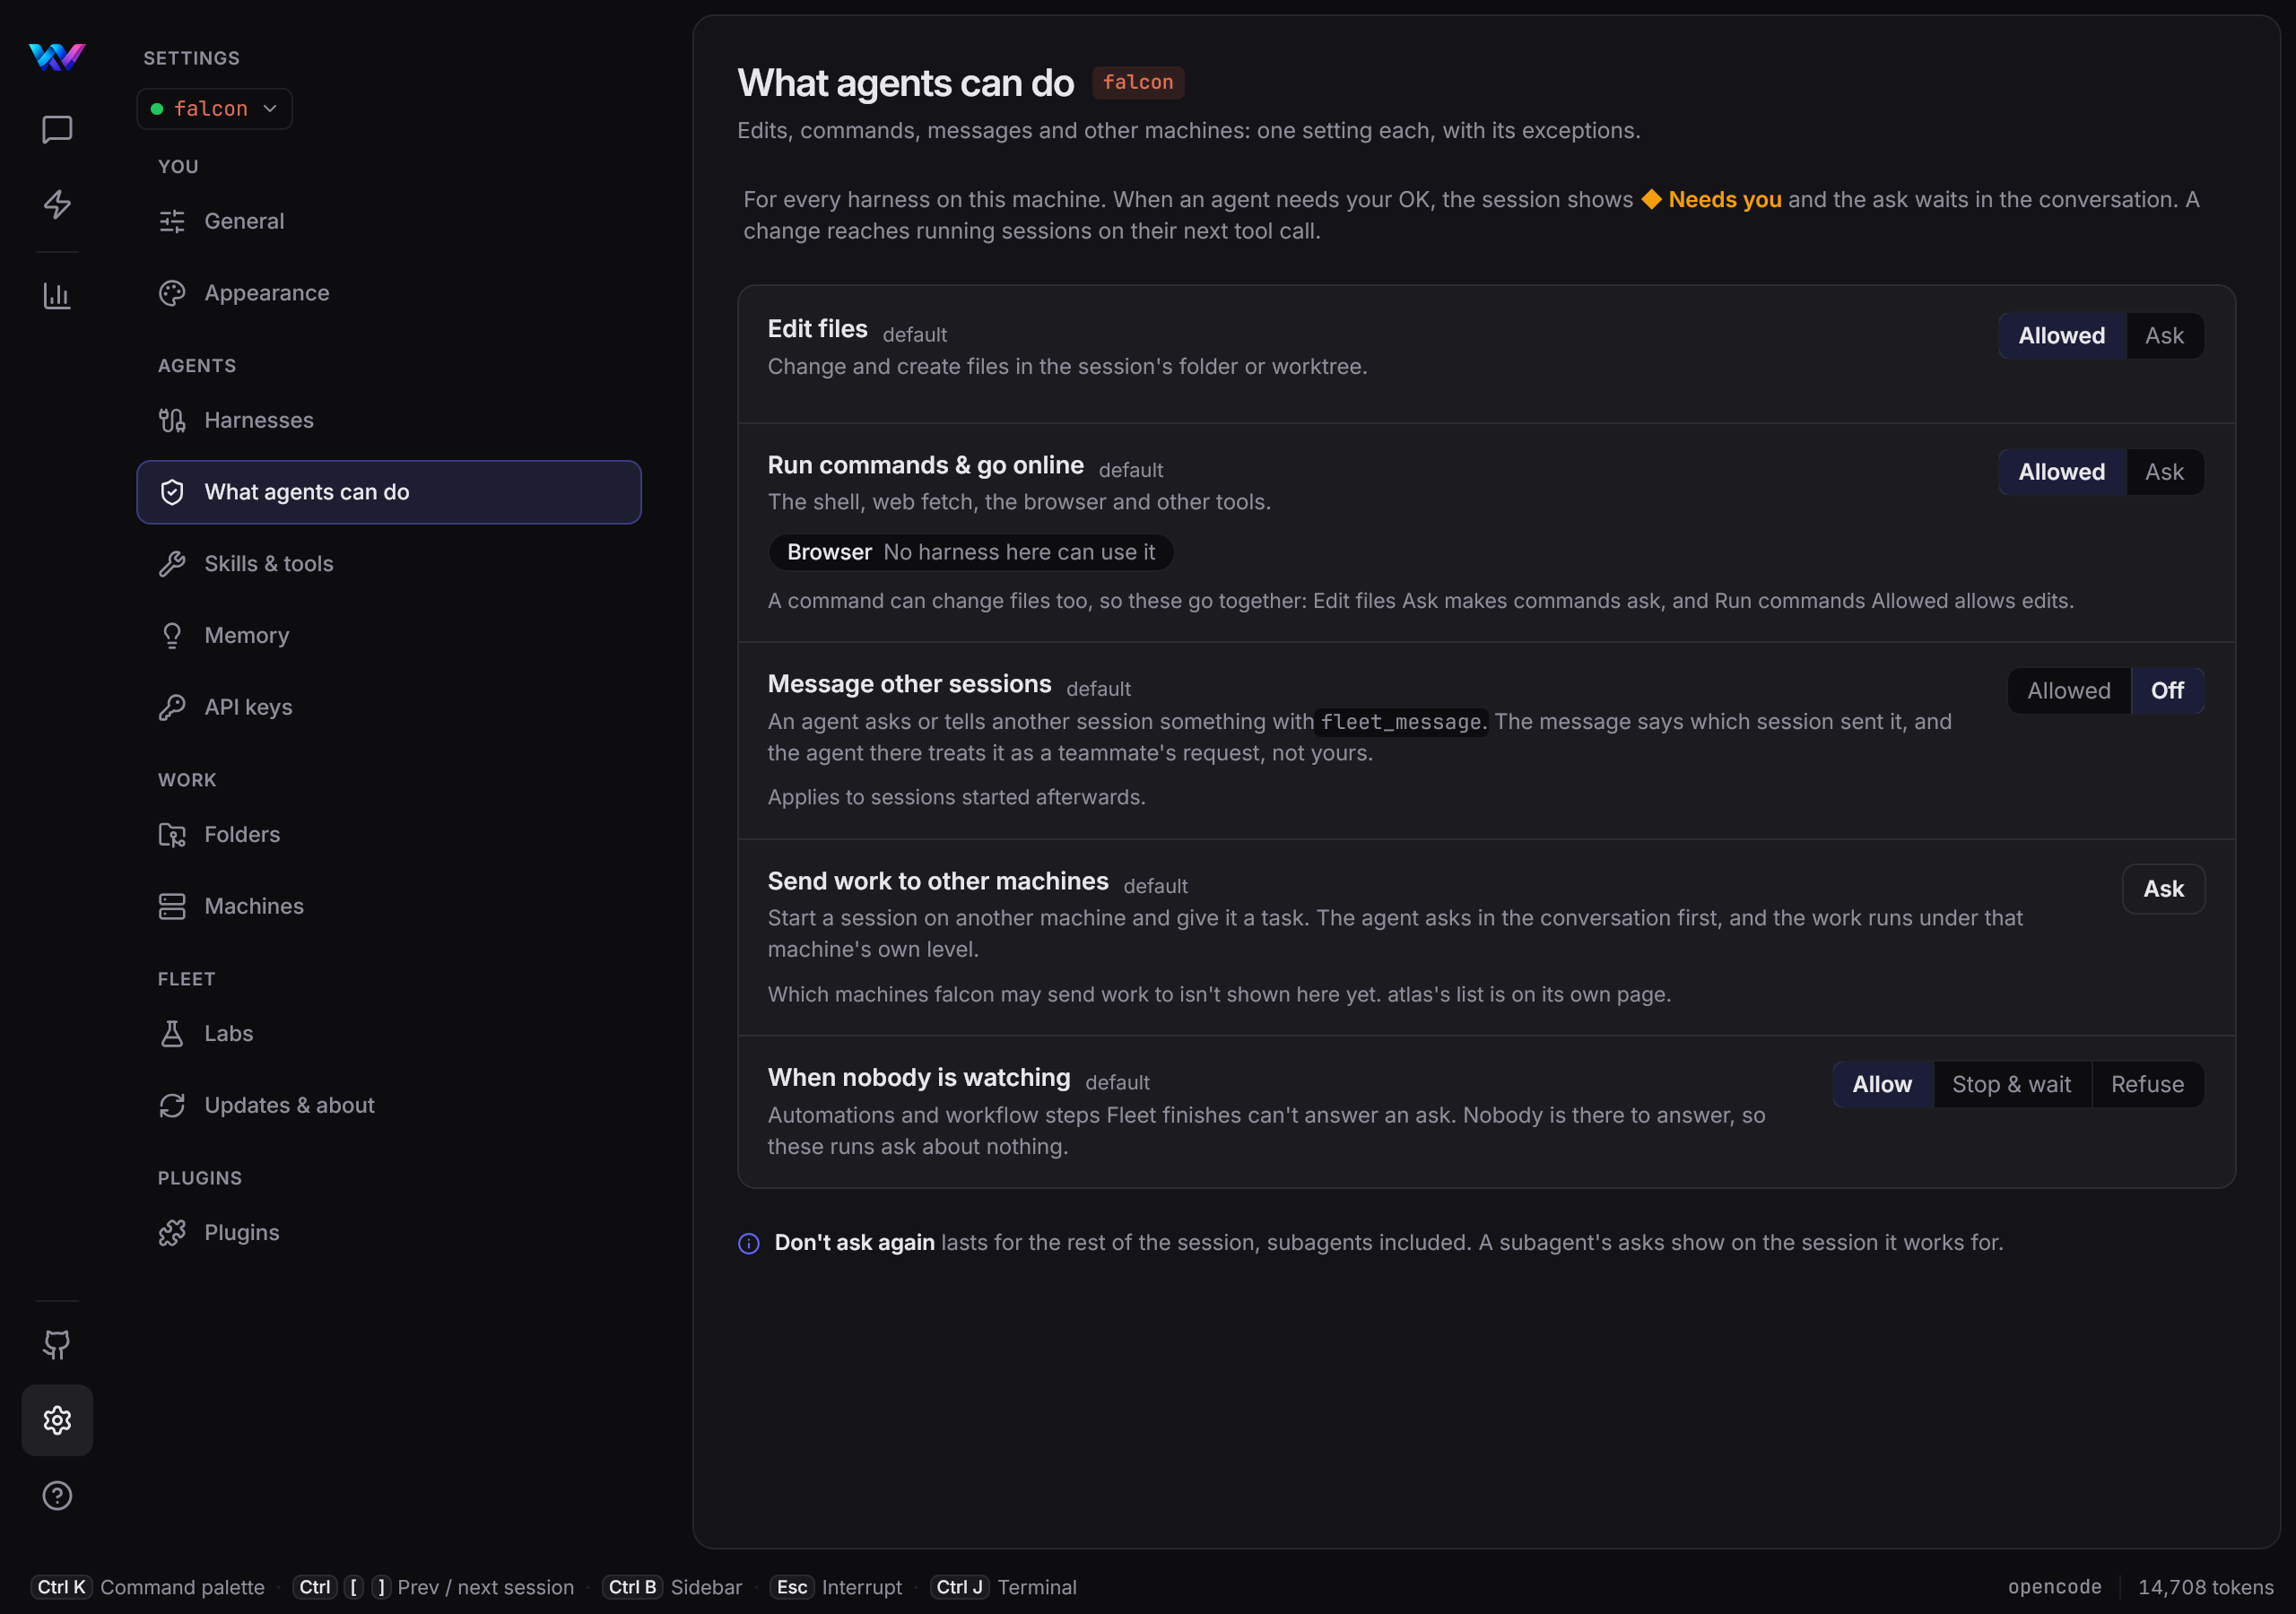 SETTINGS
falcon
YOU
General
Appearance
AGENTS
Harnesses
What agents can do
Skills & tools
Memory
API keys
WORK
Folders
Machines
FLEET
Labs
Updates & about
PLUGINS
Plugins
What agents can do falcon
Edits, commands, messages and other machines: one setting each, with its exceptions.
For every harness on this machine. When an agent needs your OK, the session shows ◆ Needs you and the ask waits in the conversation. A
change reaches running sessions on their next tool call.
Edit files default
Allowed Ask
Change and create files in the session's folder or worktree.
Run commands & go online default
Allowed Ask
The shell, web fetch, the browser and other tools.
Browser No harness here can use it
A command can change files too, so these go together: Edit files Ask makes commands ask, and Run commands Allowed allows edits.
Message other sessions default
Allowed Off
An agent asks or tells another session something with fleet_message. The message says which session sent it, and
the agent there treats it as a teammate's request, not yours.
Applies to sessions started afterwards.
Send work to other machines default
Ask
Start a session on another machine and give it a task. The agent asks in the conversation first, and the work runs under that
machine's own level.
Which machines falcon may send work to isn't shown here yet. atlas's list is on its own page.
When nobody is watching default
Allow Stop & wait Refuse
Automations and workflow steps Fleet finishes can't answer an ask. Nobody is there to answer, so
these runs ask about nothing.
Don't ask again lasts for the rest of the session, subagents included. A subagent's asks show on the session it works for.
Ctrl K Command palette · Ctrl [ ] Prev / next session · Ctrl B Sidebar · Esc Interrupt · Ctrl J Terminal
opencode 14,708 tokens